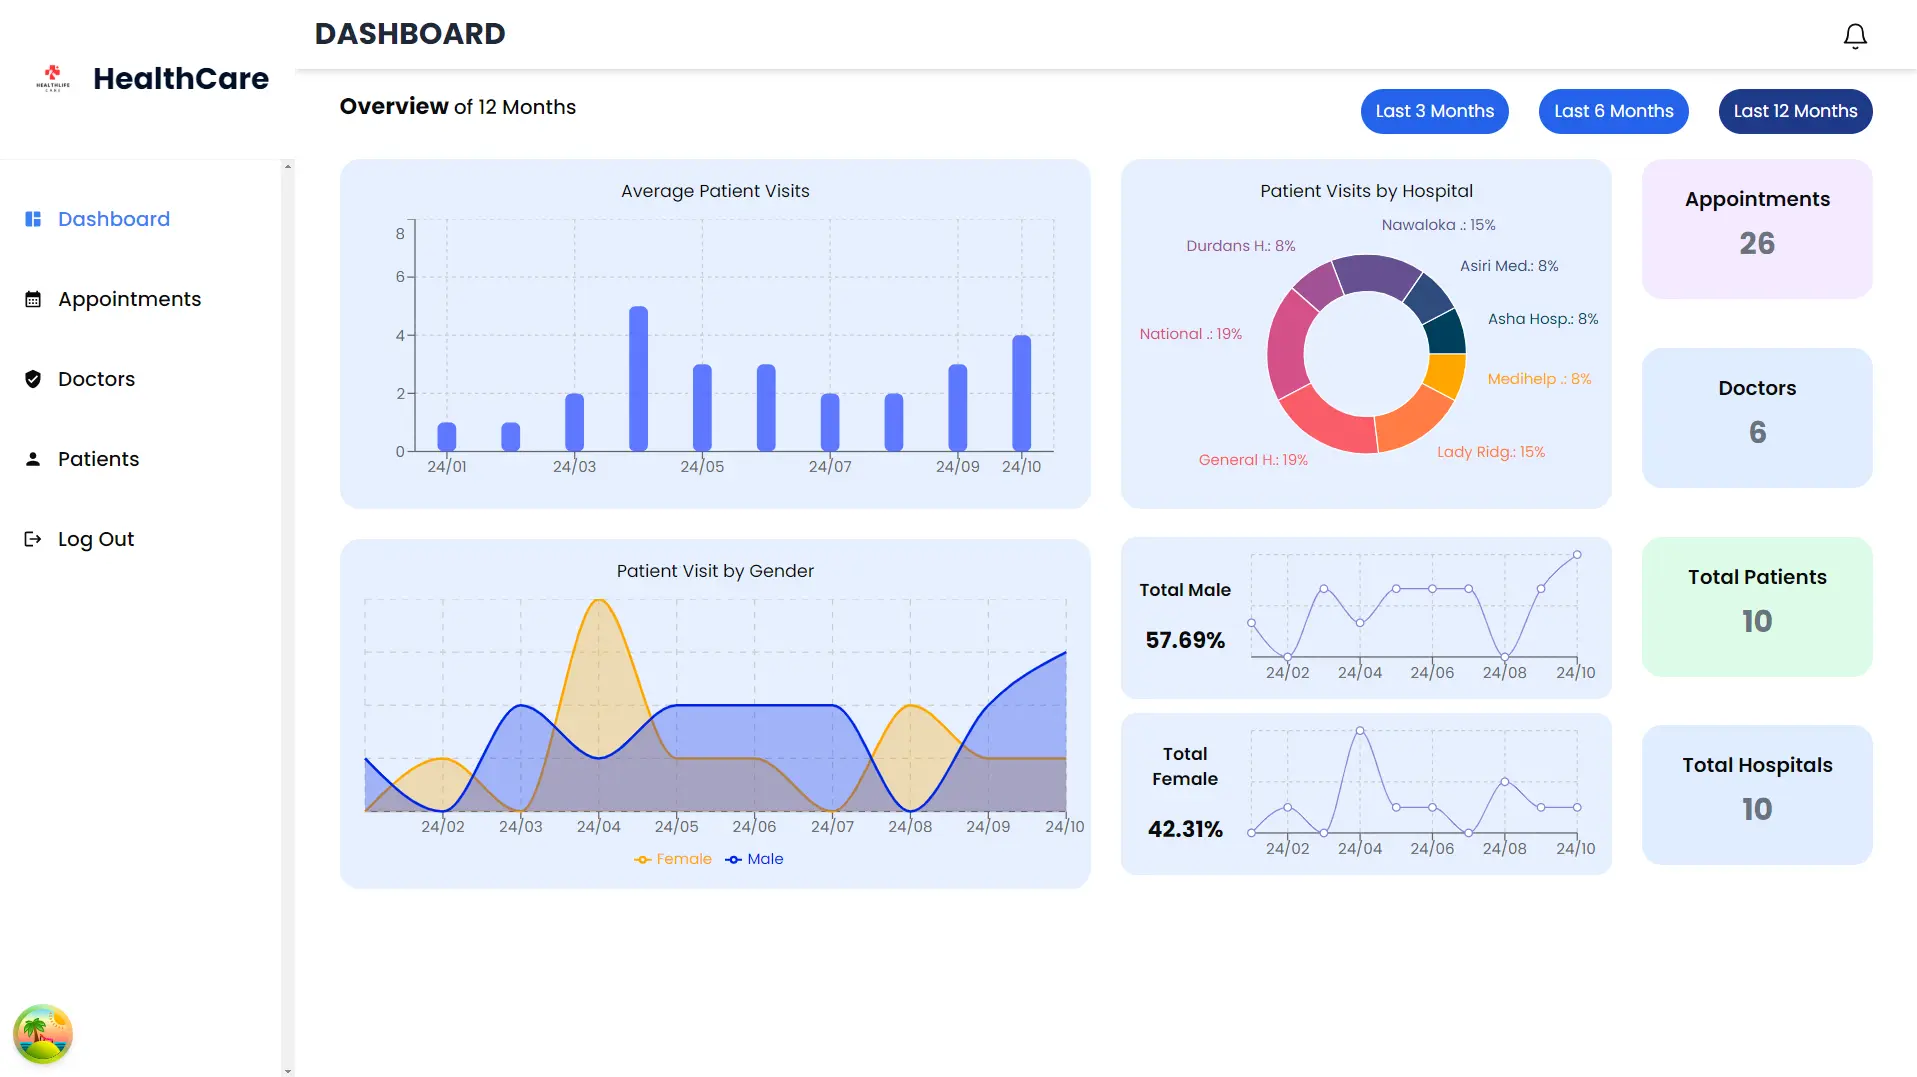 DASHBOARD
HEALTHLIFE
CARE
HealthCare
Overview of 12 Months
Last 3 Months
Last 6 Months
Last 12 Months
Dashboard
Appointments
Doctors
Patients
Log Out
Average Patient Visits
8
6
4
2
0
24/01
24/03
24/05
24/07
24/09
24/10
Patient Visits by Hospital
Nawaloka .: 15%
Durdans H.: 8%
Asiri Med.: 8%
Asha Hosp.: 8%
National .: 19%
Medihelp .: 8%
Lady Ridg.: 15%
General H.: 19%
Appointments
26
Doctors
6
Patient Visit by Gender
24/02
24/03
24/04
24/05
24/06
24/07
24/08
24/09
24/10
Female
Male
Total Male
57.69%
24/02
24/04
24/06
24/08
24/10
Total
Female
42.31%
24/02
24/04
24/06
24/08
24/10
Total Patients
10
Total Hospitals
10